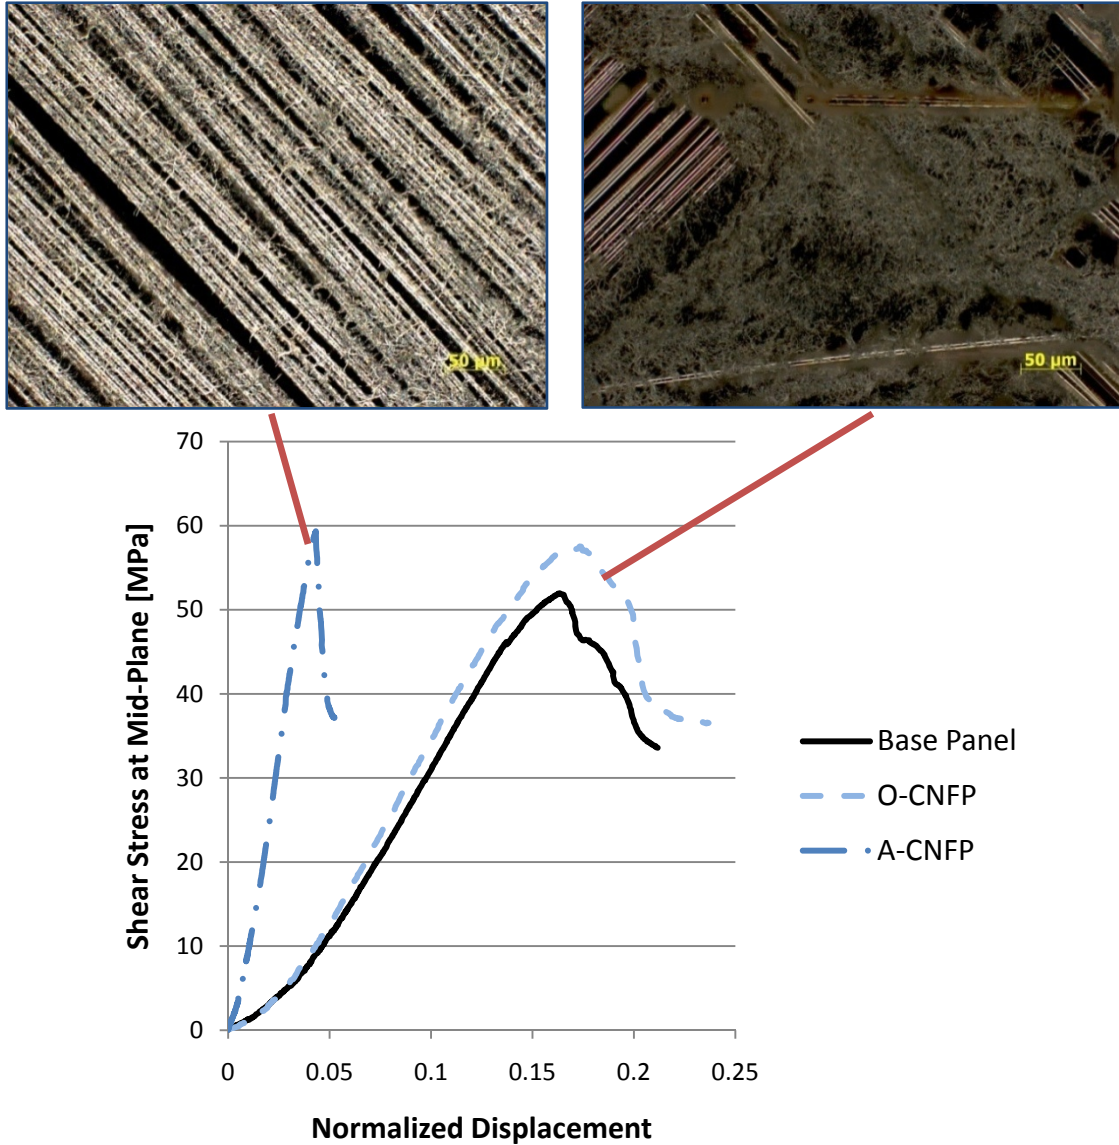 50 µm
50 µm
Shear Stress at Mid-Plane [MPa]
70
60
50
40
30
20
10
0
0
0.05
0.1
0.15
0.2
0.25
Normalized Displacement
Base Panel
O-CNFP
A-CNFP